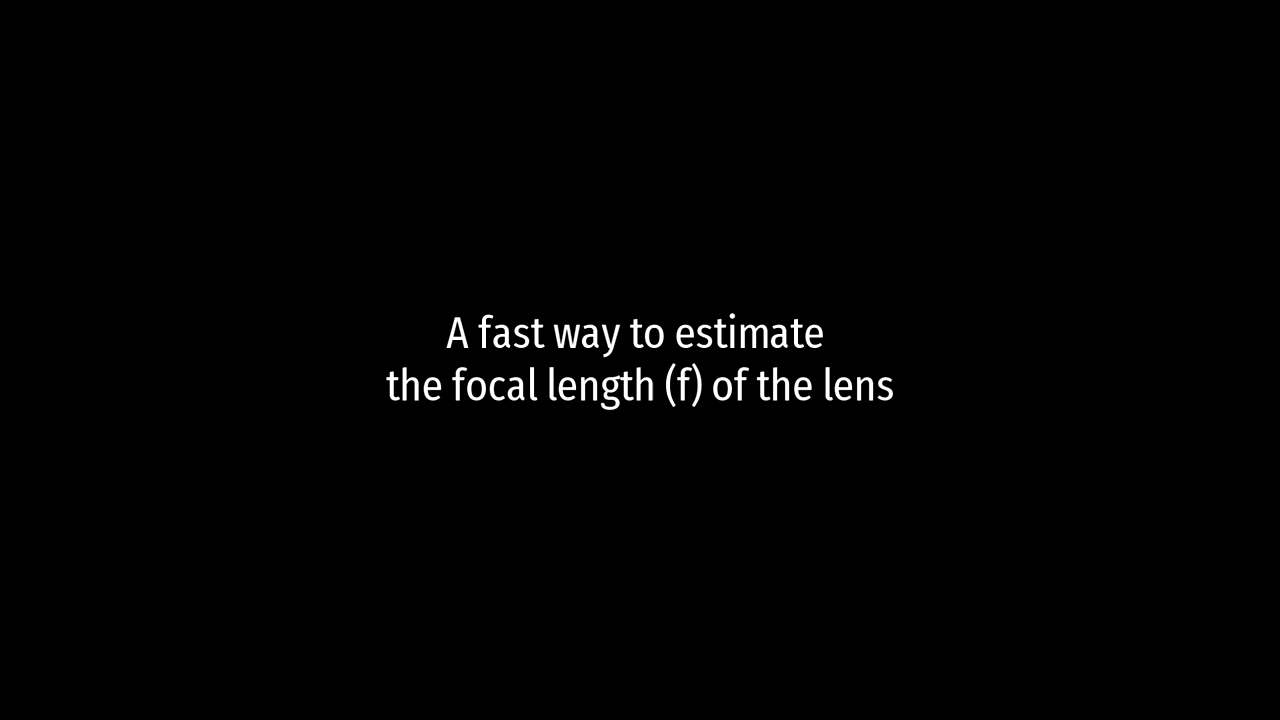 A fast way to estimate
the focal length (f) of the lens